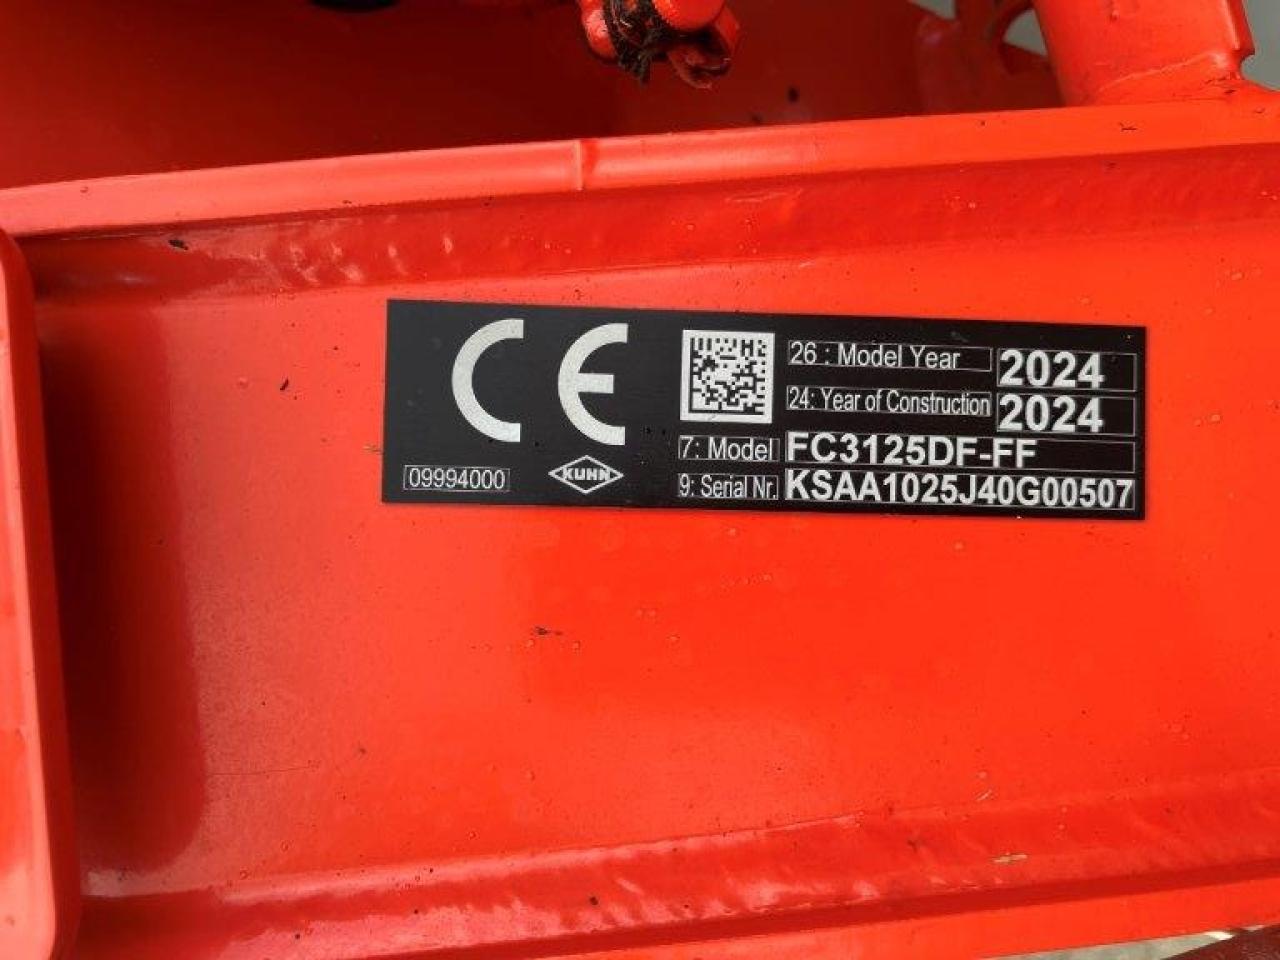 CE
26 : Model Year 2024
24: Year of Construction 2024
7: Model FC3125DF-FF
9: Serial Nr. KSAA1025J40G00507
09994000
KUHN